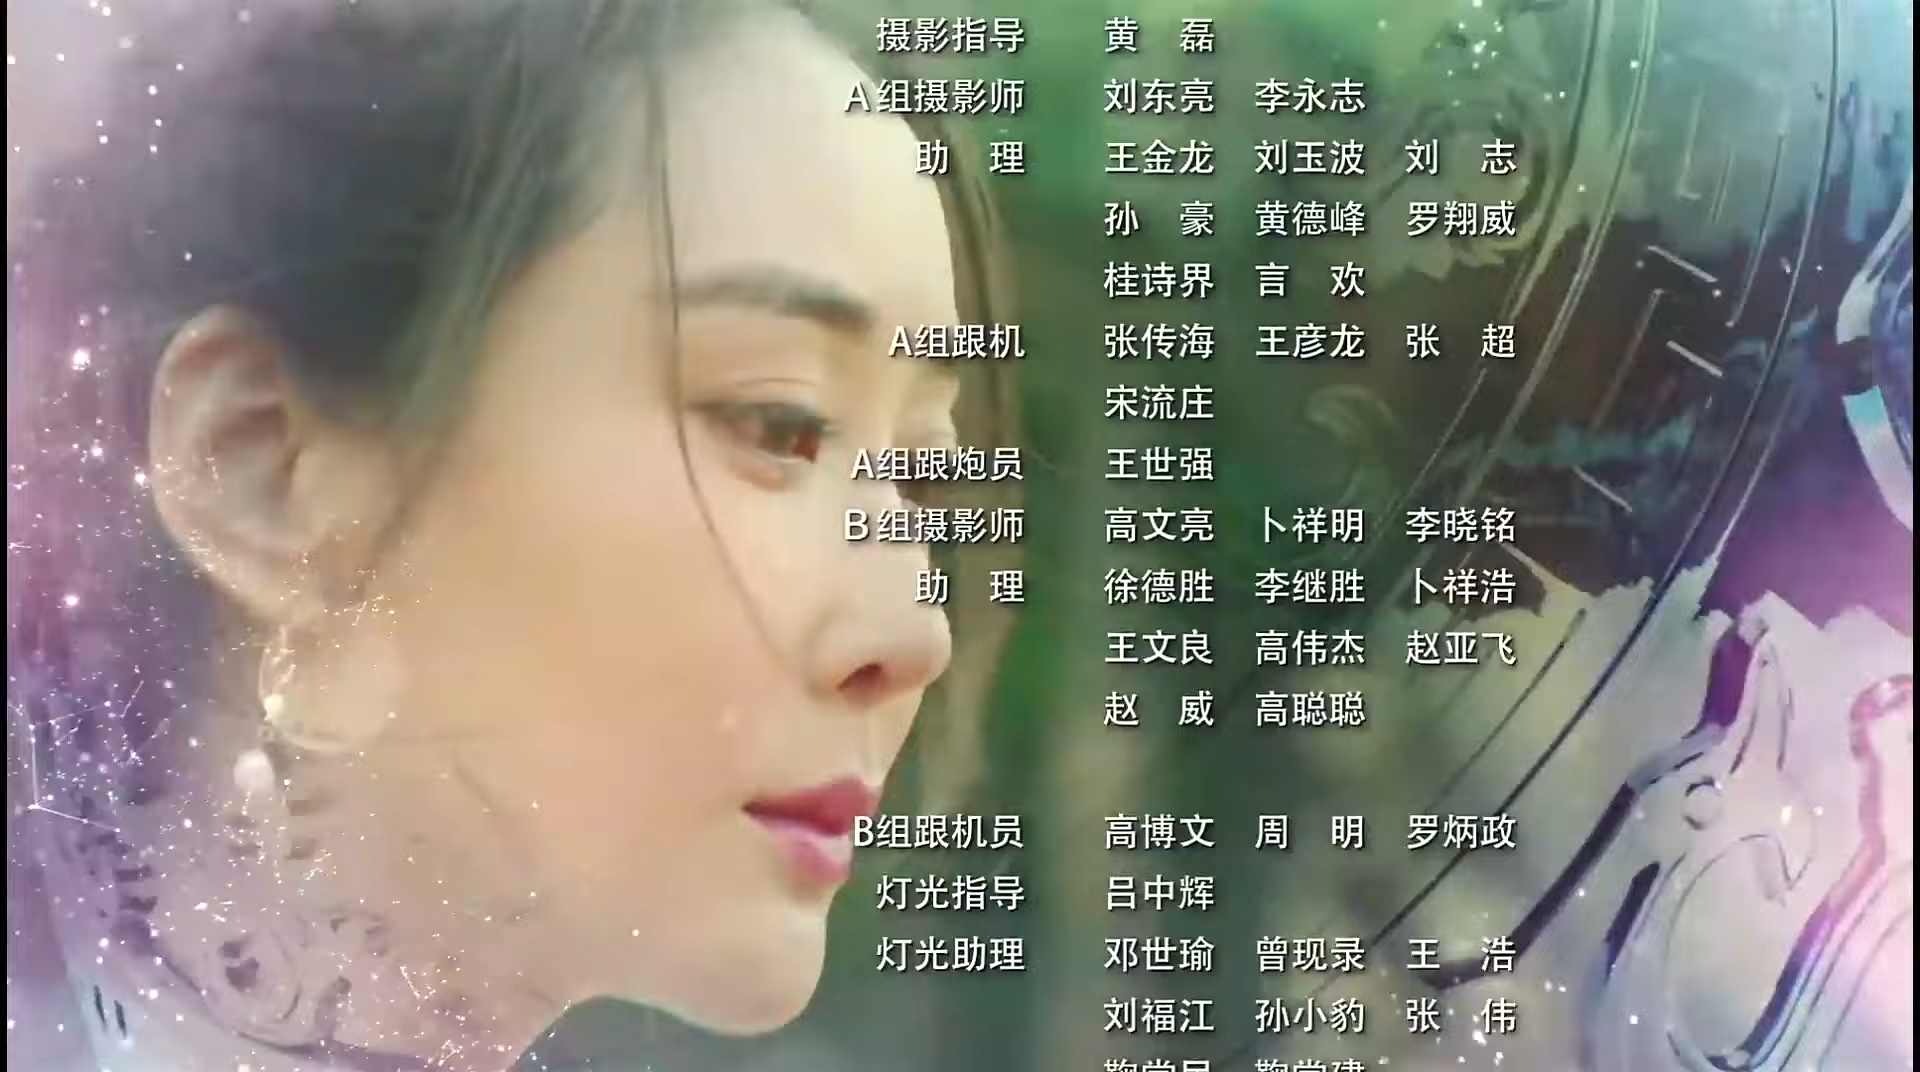 摄影指导 黄 磊
A组摄影师 刘东亮 李永志
助 理 王金龙 刘玉波 刘 志
孙 豪 黄德峰 罗翔威
桂诗界 言 欢
A组跟机 张传海 王彦龙 张 超
宋流庄
A组跟炮员 王世强
B组摄影师 高文亮 卜祥明 李晓铭
助 理 徐德胜 李继胜 卜祥浩
王文良 高伟杰 赵亚飞
赵 威 高聪聪
B组跟机员 高博文 周 明 罗炳政
灯光指导 吕中辉
灯光助理 邓世瑜 曾现录 王 浩
刘福江 孙小豹 张 伟